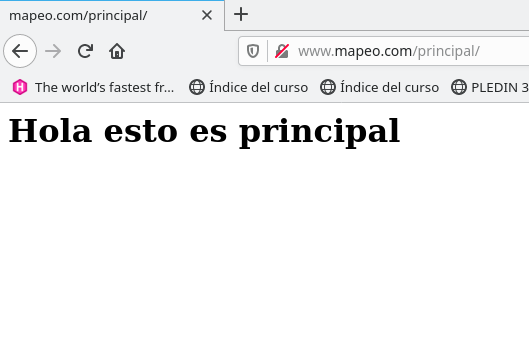 mapeo.com/principal/
www.mapeo.com/principal/
The world's fastest fr... Índice del curso Índice del curso PLEDIN 3
Hola esto es principal